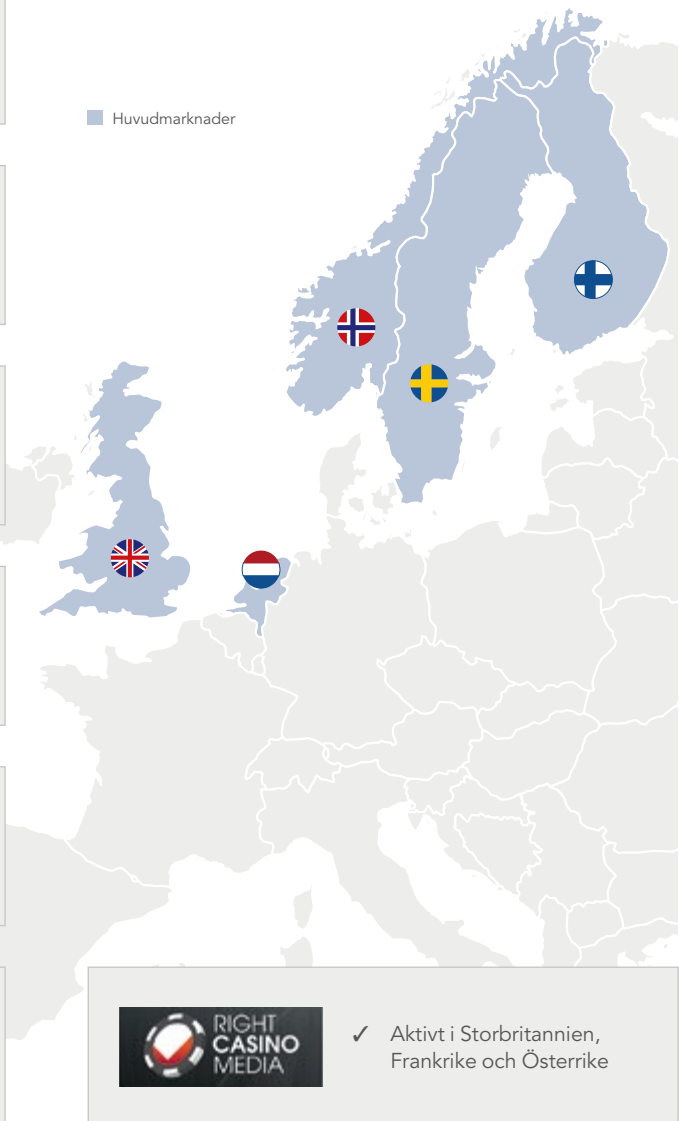 Huvudmarknader
RIGHT
CASINO
MEDIA
✓ Aktivt i Storbritannien,
Frankrike och Österrike